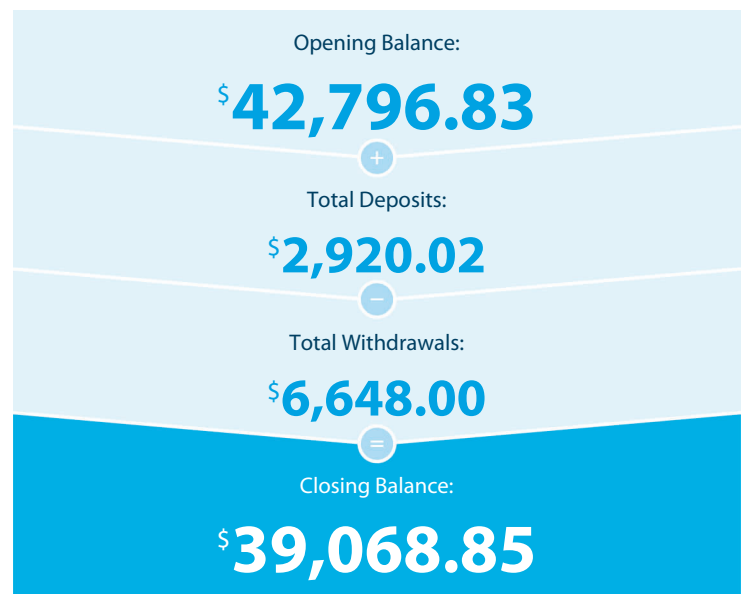 Opening Balance:
$42,796.83
+
Total Deposits:
$2,920.02
−
Total Withdrawals:
$6,648.00
=
Closing Balance:
$39,068.85